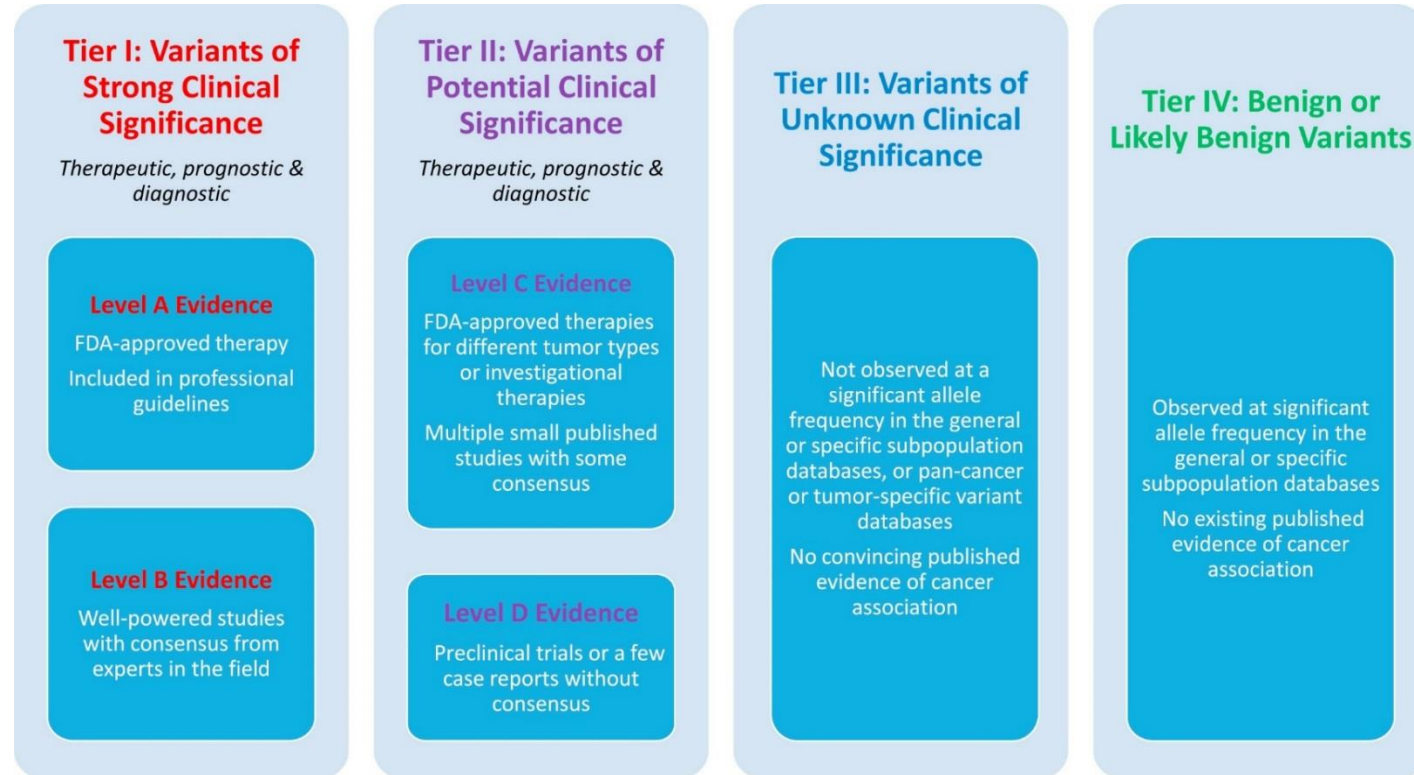 Tier I: Variants of
Strong Clinical
Significance
Therapeutic, prognostic &
diagnostic
Level A Evidence
FDA-approved therapy
Included in professional
guidelines
Level B Evidence
Well-powered studies
with consensus from
experts in the field
Tier II: Variants of
Potential Clinical
Significance
Therapeutic, prognostic &
diagnostic
Level C Evidence
FDA-approved therapies
for different tumor types
or investigational
therapies
Multiple small published
studies with some
consensus
Level D Evidence
Preclinical trials or a few
case reports without
consensus
Tier III: Variants of
Unknown Clinical
Significance
Not observed at a
significant allele
frequency in the general
or specific subpopulation
databases, or pan-cancer
or tumor-specific variant
databases
No convincing published
evidence of cancer
association
Tier IV: Benign or
Likely Benign Variants
Observed at significant
allele frequency in the
general or specific
subpopulation databases
No existing published
evidence of cancer
association